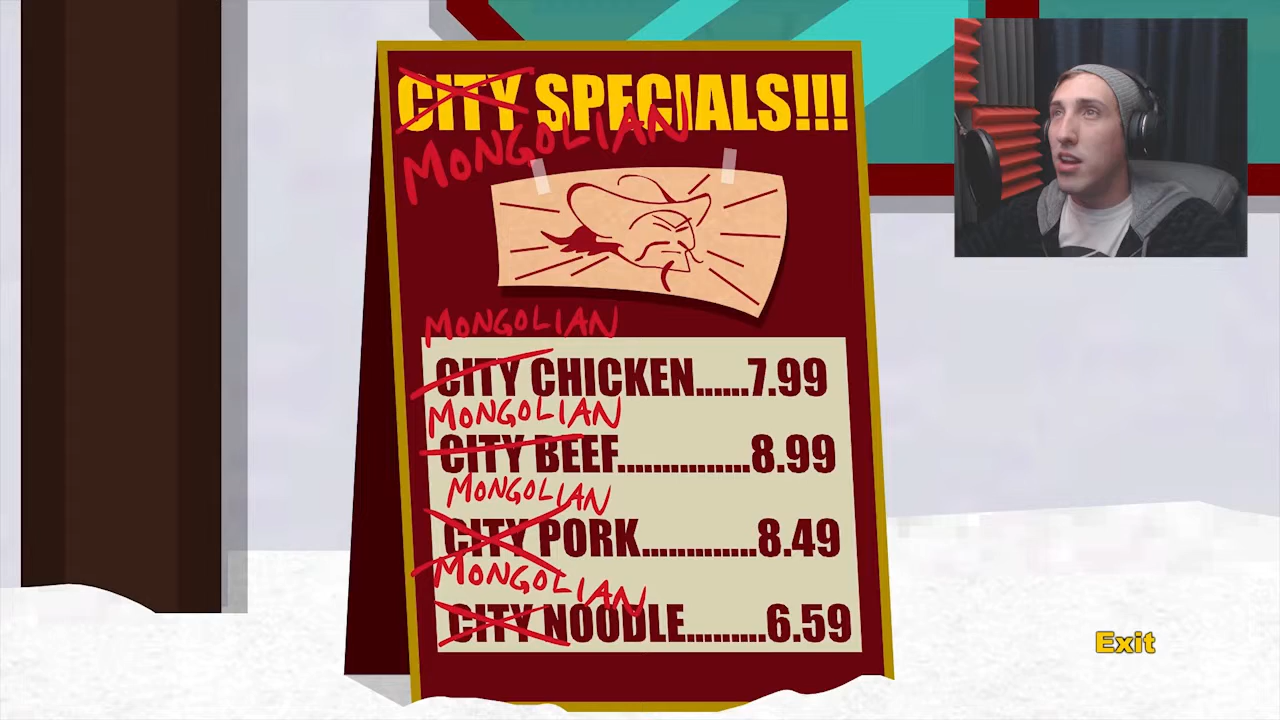 CITY SPECIALS!!!
MONGOLIAN
MONGOLIAN
CITY CHICKEN......7.99
MONGOLIAN
CITY BEEF...............8.99
MONGOLIAN
CITY PORK.............8.49
MONGOLIAN
CITY NOODLE.........6.59
Exit